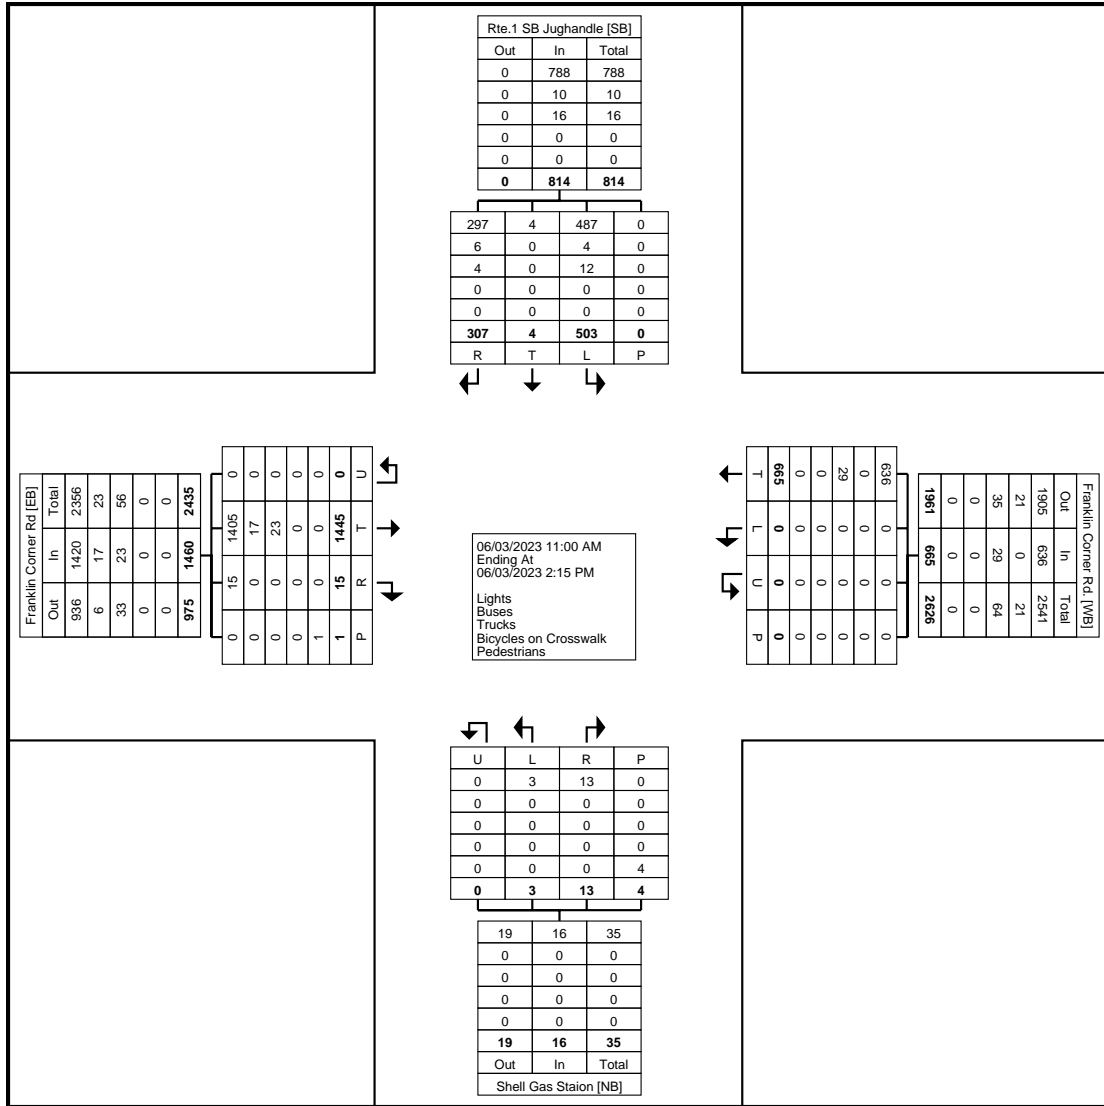 Rte.1 SB Jughandle [SB]
Out In Total
0 788 788
0 10 10
0 16 16
0 0 0
0 0 0
0 814 814
297 4 487 0
6 0 4 0
4 0 12 0
0 0 0 0
0 0 0 0
307 4 503 0
R T L P
Franklin Corner Rd [EB]
Total 2356 23 56 0 0 2435
In 1420 17 23 0 0 1460
Out 936 6 33 0 0 975
0 0 0 0 0 0 U
1405 17 23 0 0 1445 T
15 0 0 0 0 15 R
0 0 0 0 1 1 P
06/03/2023 11:00 AM
Ending At
06/03/2023 2:15 PM
Lights
Buses
Trucks
Bicycles on Crosswalk
Pedestrians
T 665 0 0 29 0 636
L 0 0 0 0 0 0
U 0 0 0 0 0 0
P 0 0 0 0 0 0
Franklin Corner Rd. [WB]
Out In Total
1905 636 2541
21 0 21
35 29 64
0 0 0
0 0 0
1961 665 2626
U L R P
0 3 13 0
0 0 0 0
0 0 0 0
0 0 0 0
0 0 0 4
0 3 13 4
19 16 35
0 0 0
0 0 0
0 0 0
0 0 0
19 16 35
Out In Total
Shell Gas Staion [NB]